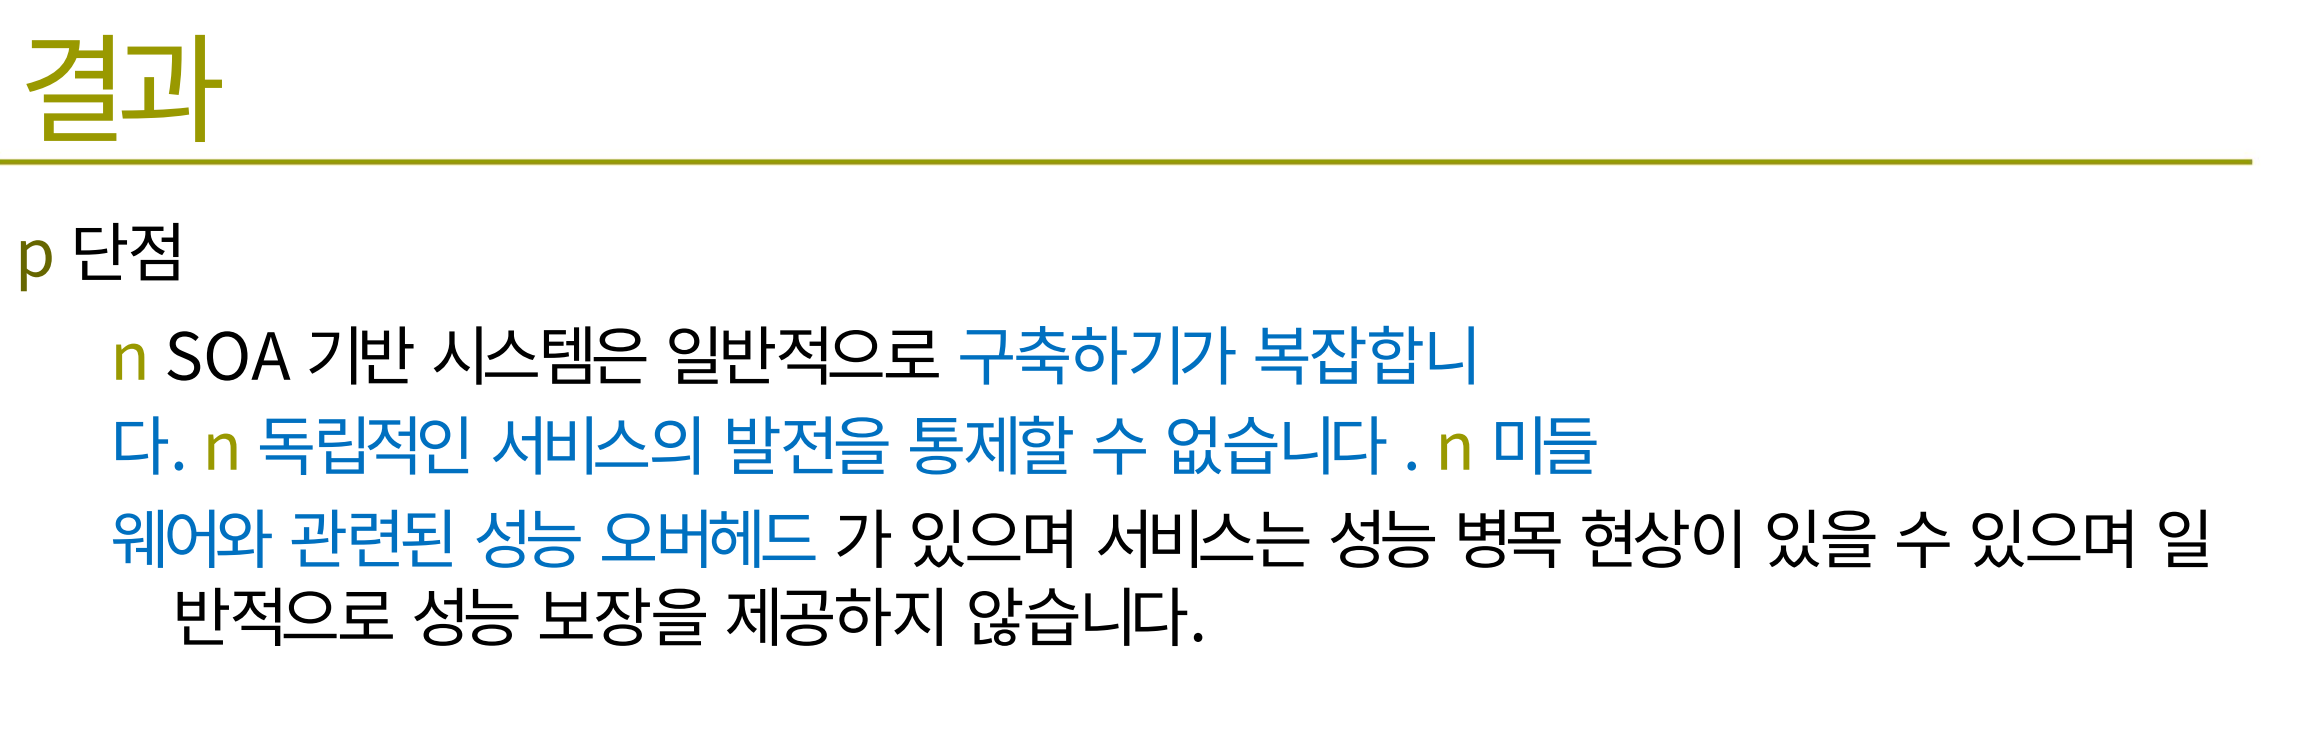 결과
p 단점
n SOA 기반 시스템은 일반적으로 구축하기가 복잡합니
다. n 독립적인 서비스의 발전을 통제할 수 없습니다 . n 미들
웨어와 관련된 성능 오버헤드 가 있으며 서비스는 성능 병목 현상이 있을 수 있으며 일
반적으로 성능 보장을 제공하지 않습니다.